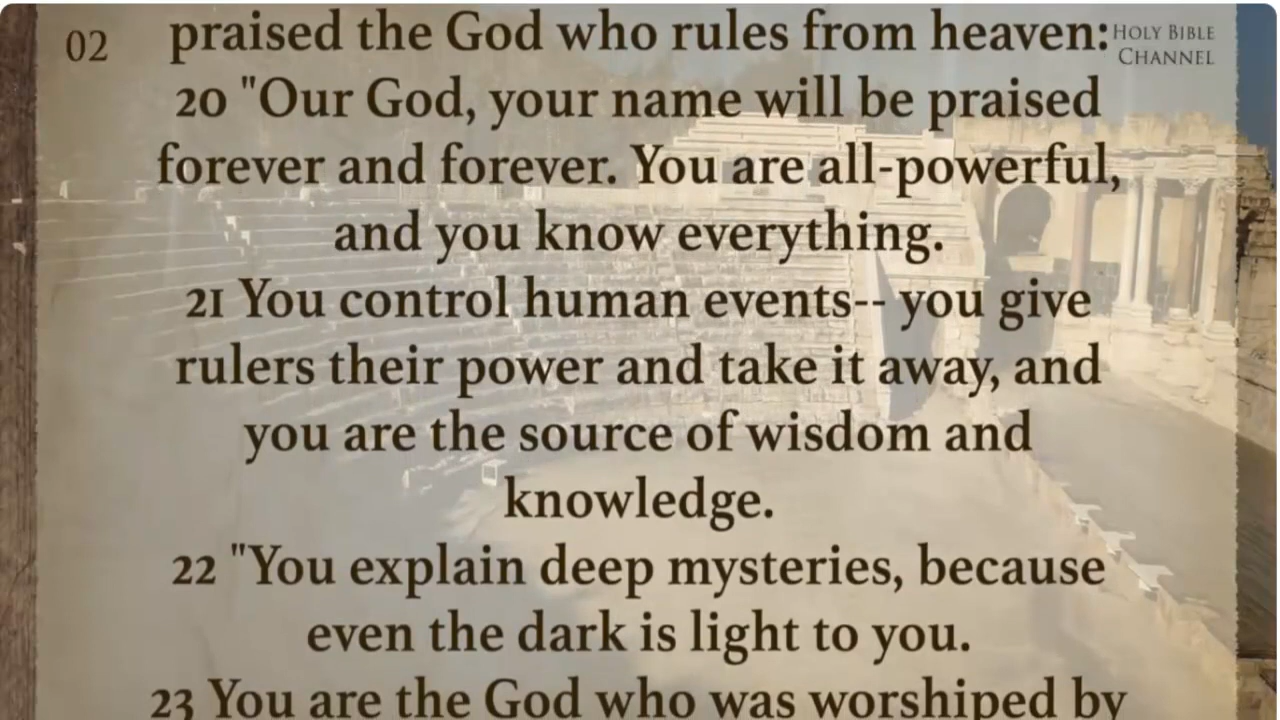 02
praised the God who rules from heaven:
HOLY BIBLE
CHANNEL
20 "Our God, your name will be praised
forever and forever. You are all-powerful,
and you know everything.
21 You control human events-- you give
rulers their power and take it away, and
you are the source of wisdom and
knowledge.
22 "You explain deep mysteries, because
even the dark is light to you.
23 You are the God who was worshiped by